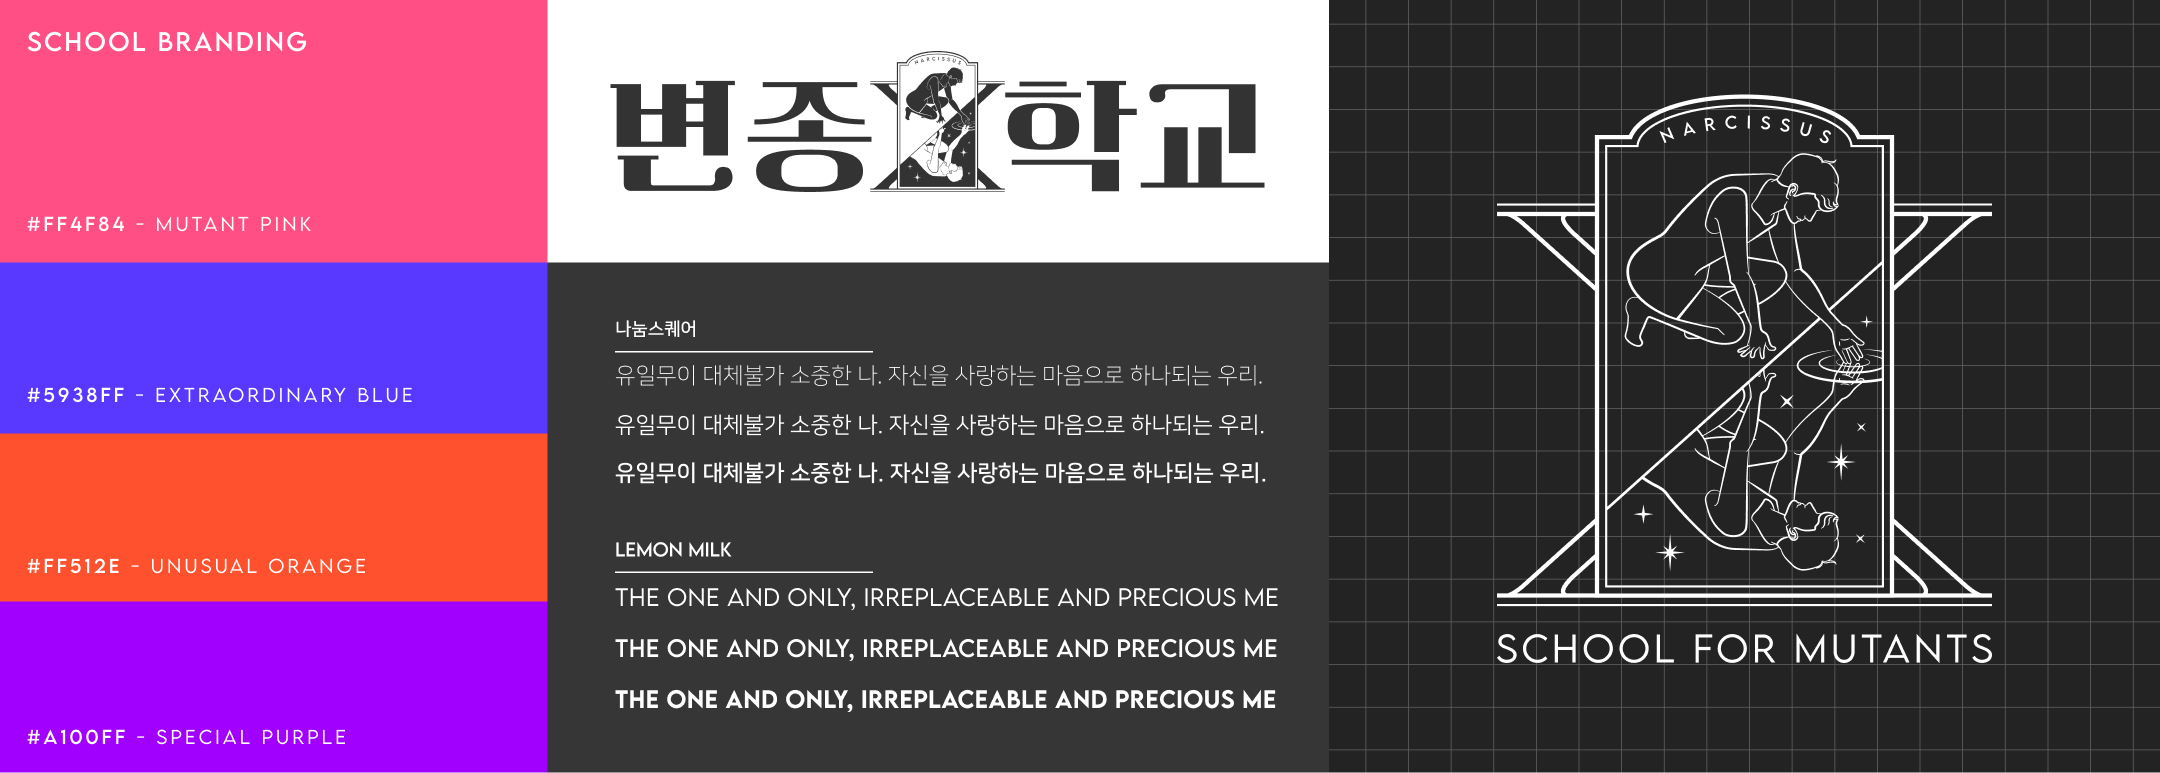 SCHOOL BRANDING
#FF4F84 - MUTANT PINK
#5938FF - EXTRAORDINARY BLUE
#FF512E - UNUSUAL ORANGE
#A100FF - SPECIAL PURPLE
NARCISSUS
변종학교
나눔스퀘어
유일무이 대체불가 소중한 나. 자신을 사랑하는 마음으로 하나되는 우리.
유일무이 대체불가 소중한 나. 자신을 사랑하는 마음으로 하나되는 우리.
유일무이 대체불가 소중한 나. 자신을 사랑하는 마음으로 하나되는 우리.
LEMON MILK
THE ONE AND ONLY, IRREPLACEABLE AND PRECIOUS ME
THE ONE AND ONLY, IRREPLACEABLE AND PRECIOUS ME
THE ONE AND ONLY, IRREPLACEABLE AND PRECIOUS ME
NARCISSUS
SCHOOL FOR MUTANTS